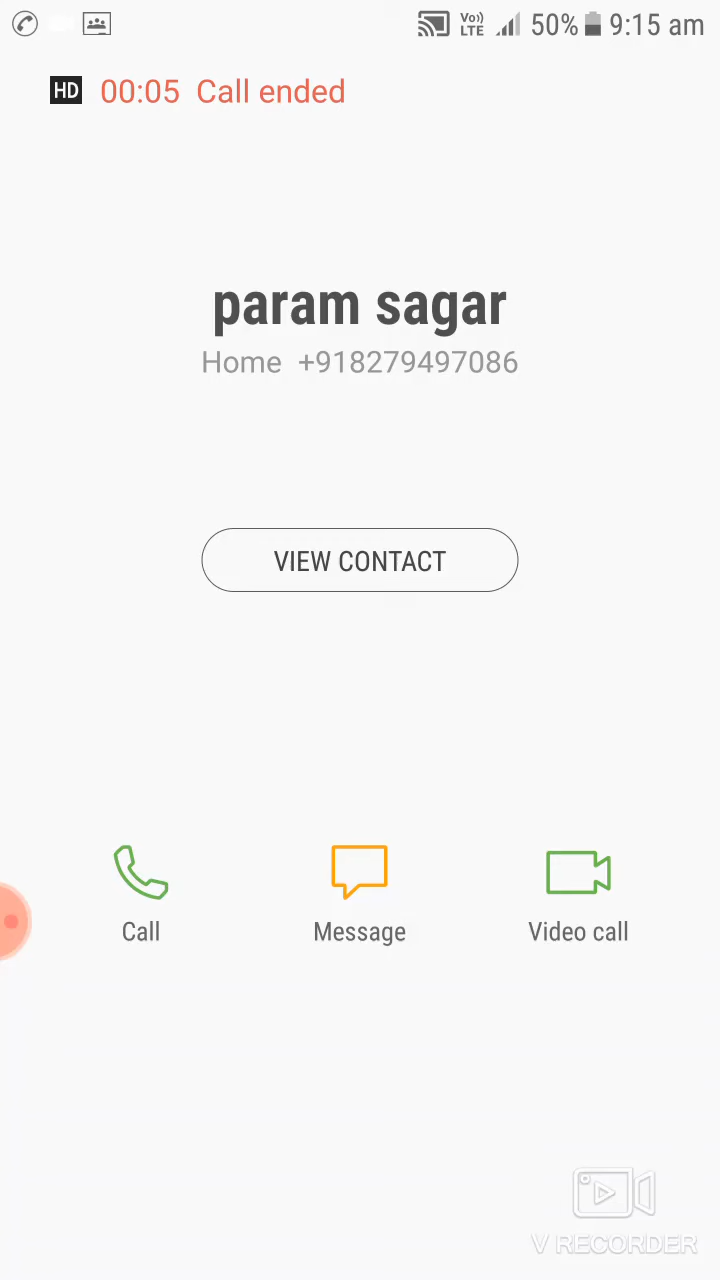 Vo)) LTE 50% 9:15 am
HD 00:05 Call ended
param sagar
Home +918279497086
VIEW CONTACT
Call Message Video call
V RECORDER